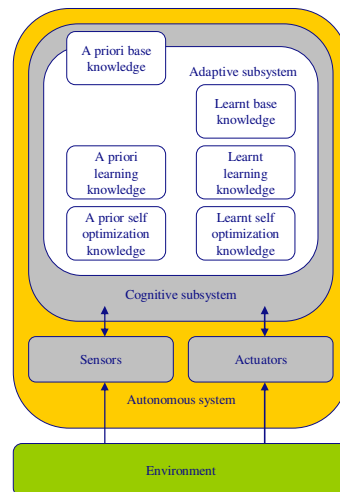 A priori base
knowledge
Adaptive subsystem
Learnt base
knowledge
A priori
learning
knowledge
Learnt
learning
knowledge
A prior self
optimization
knowledge
Learnt self
optimization
knowledge
Cognitive subsystem
Sensors
Actuators
Autonomous system
Environment